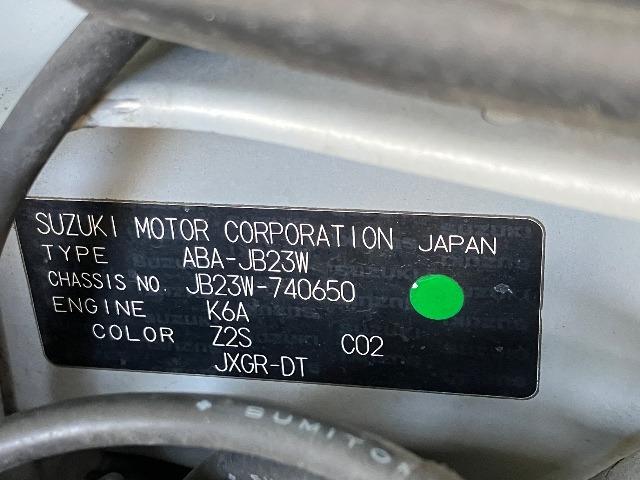 SUZUKI MOTOR CORPORATION JAPAN
TYPE ABA-JB23W
CHASSIS NO. JB23W-740650
ENGINE K6A
COLOR Z2S C02
JXGR-DT
SUMITOM